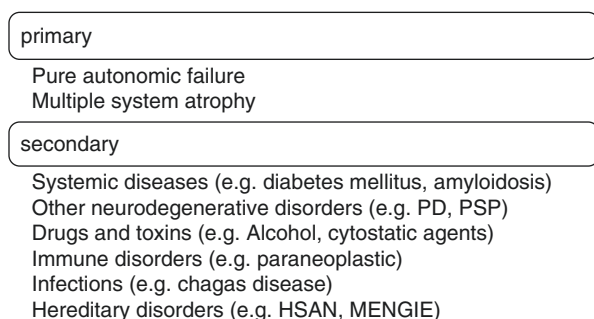 primary
Pure autonomic failure
Multiple system atrophy
secondary
Systemic diseases (e.g. diabetes mellitus, amyloidosis)
Other neurodegenerative disorders (e.g. PD, PSP)
Drugs and toxins (e.g. Alcohol, cytostatic agents)
Immune disorders (e.g. paraneoplastic)
Infections (e.g. chagas disease)
Hereditary disorders (e.g. HSAN, MENGIE)